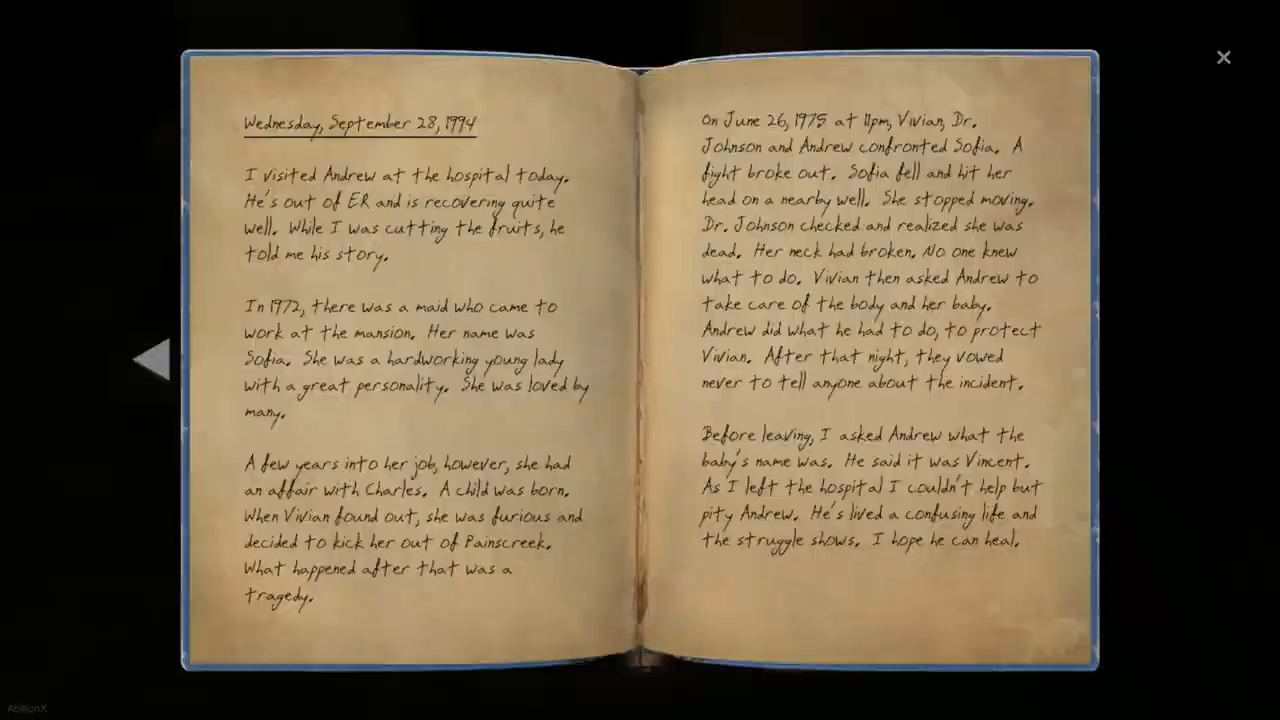 Wednesday, September 28, 1994
I visited Andrew at the hospital today.
He's out of ER and is recovering quite
well. While I was cutting the fruits, he
told me his story.
In 1972, there was a maid who came to
work at the mansion. Her name was
Sofia. She was a hardworking young lady
with a great personality. She was loved by
many.
A few years into her job, however, she had
an affair with Charles. A child was born.
When Vivian found out, she was furious and
decided to kick her out of Painscreek.
What happened after that was a
tragedy.
On June 26, 1975 at 11pm, Vivian, Dr.
Johnson and Andrew confronted Sofia. A
fight broke out. Sofia fell and hit her
head on a nearby well. She stopped moving.
Dr. Johnson checked and realized she was
dead. Her neck had broken. No one knew
what to do. Vivian then asked Andrew to
take care of the body and her baby.
Andrew did what he had to do, to protect
Vivian. After that night, they vowed
never to tell anyone about the incident.
Before leaving, I asked Andrew what the
baby's name was. He said it was Vincent.
As I left the hospital I couldn't help but
pity Andrew. He's lived a confusing life and
the struggle shows. I hope he can heal.
AbilionX